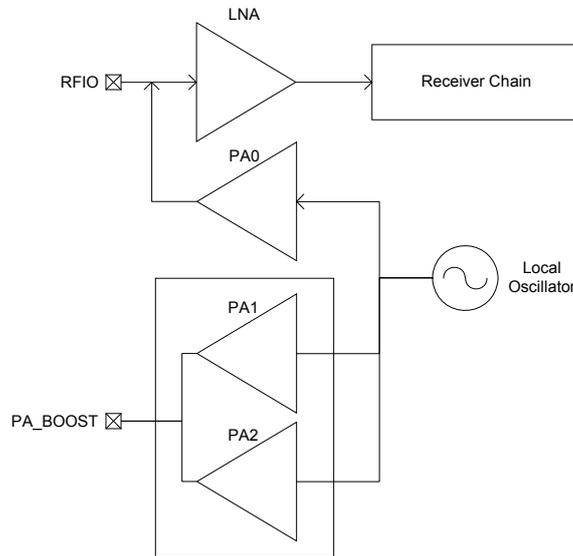 LNA
RFIO
Receiver Chain
PA0
Local
Oscillator
PA1
PA_BOOST
PA2